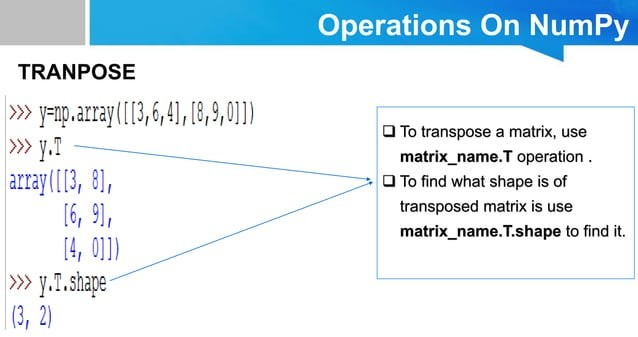 Operations On NumPy
TRANPOSE
>>> y=np.array([[3,6,4],[8,9,0]])
>>> y.T
array([[3, 8],
       [6, 9],
       [4, 0]])
>>> y.T.shape
(3, 2)
❑ To transpose a matrix, use
matrix_name.T operation .
❑ To find what shape is of
transposed matrix is use
matrix_name.T.shape to find it.